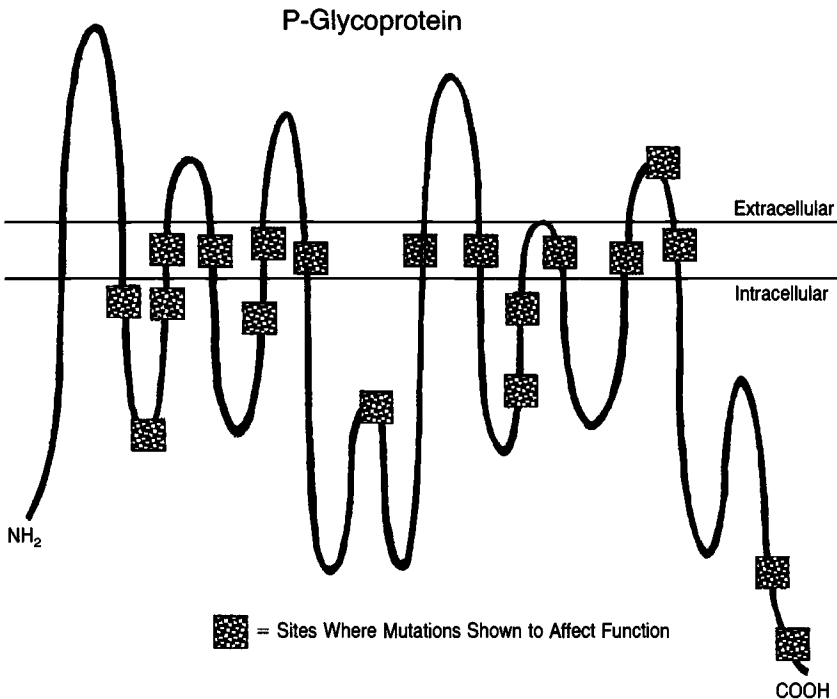 P-Glycoprotein
Extracellular
Intracellular
NH₂
= Sites Where Mutations Shown to Affect Function
COOH